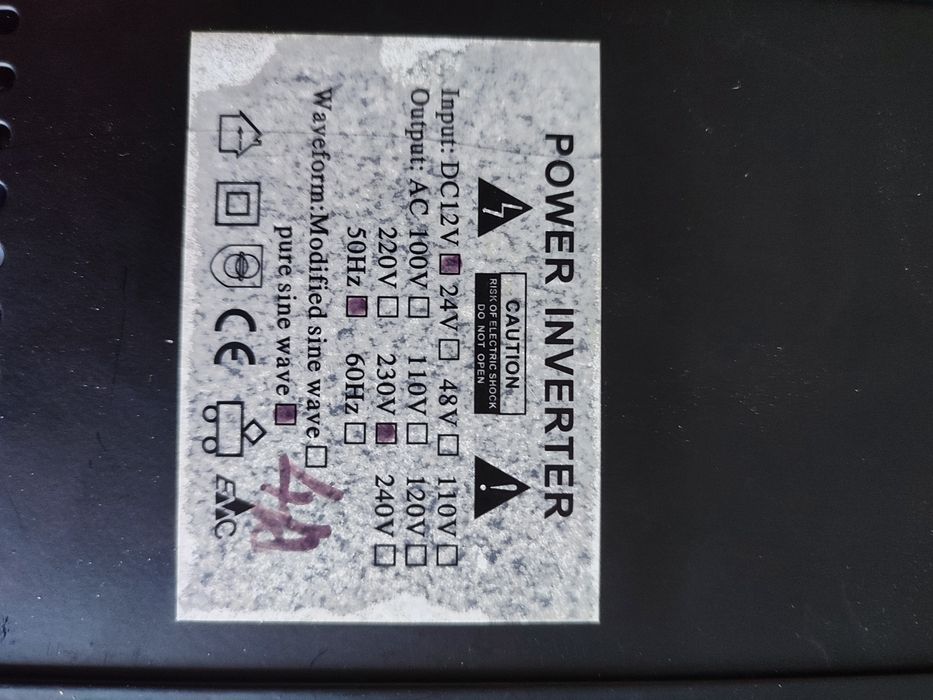 POWER INVERTER
CAUTION
RISK OF ELECTRIC SHOCK
DO NOT OPEN
Input: DC12V 24V 48V 110V
Output: AC 100V 110V 120V
220V 230V 240V
50Hz 60Hz
Waveform:Modified sine wave
pure sine wave
CE EMC